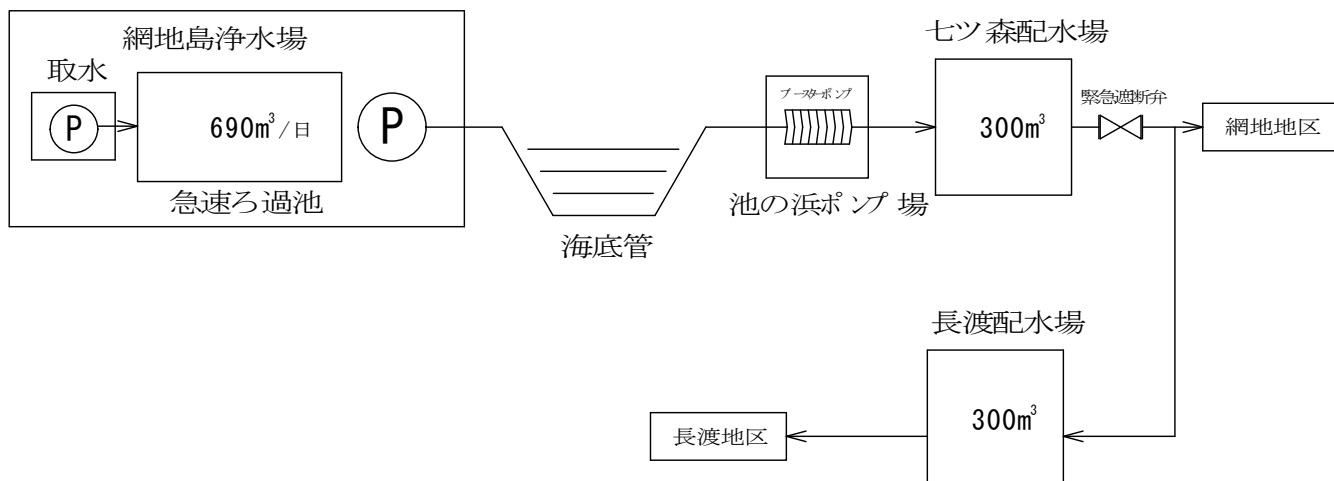 網地島浄水場
取水
P
690m³/日
急速ろ過池
P
海底管
ブースターポンプ
池の浜ポンプ場
七ツ森配水場
300m³
緊急遮断弁
網地地区
長渡配水場
300m³
長渡地区